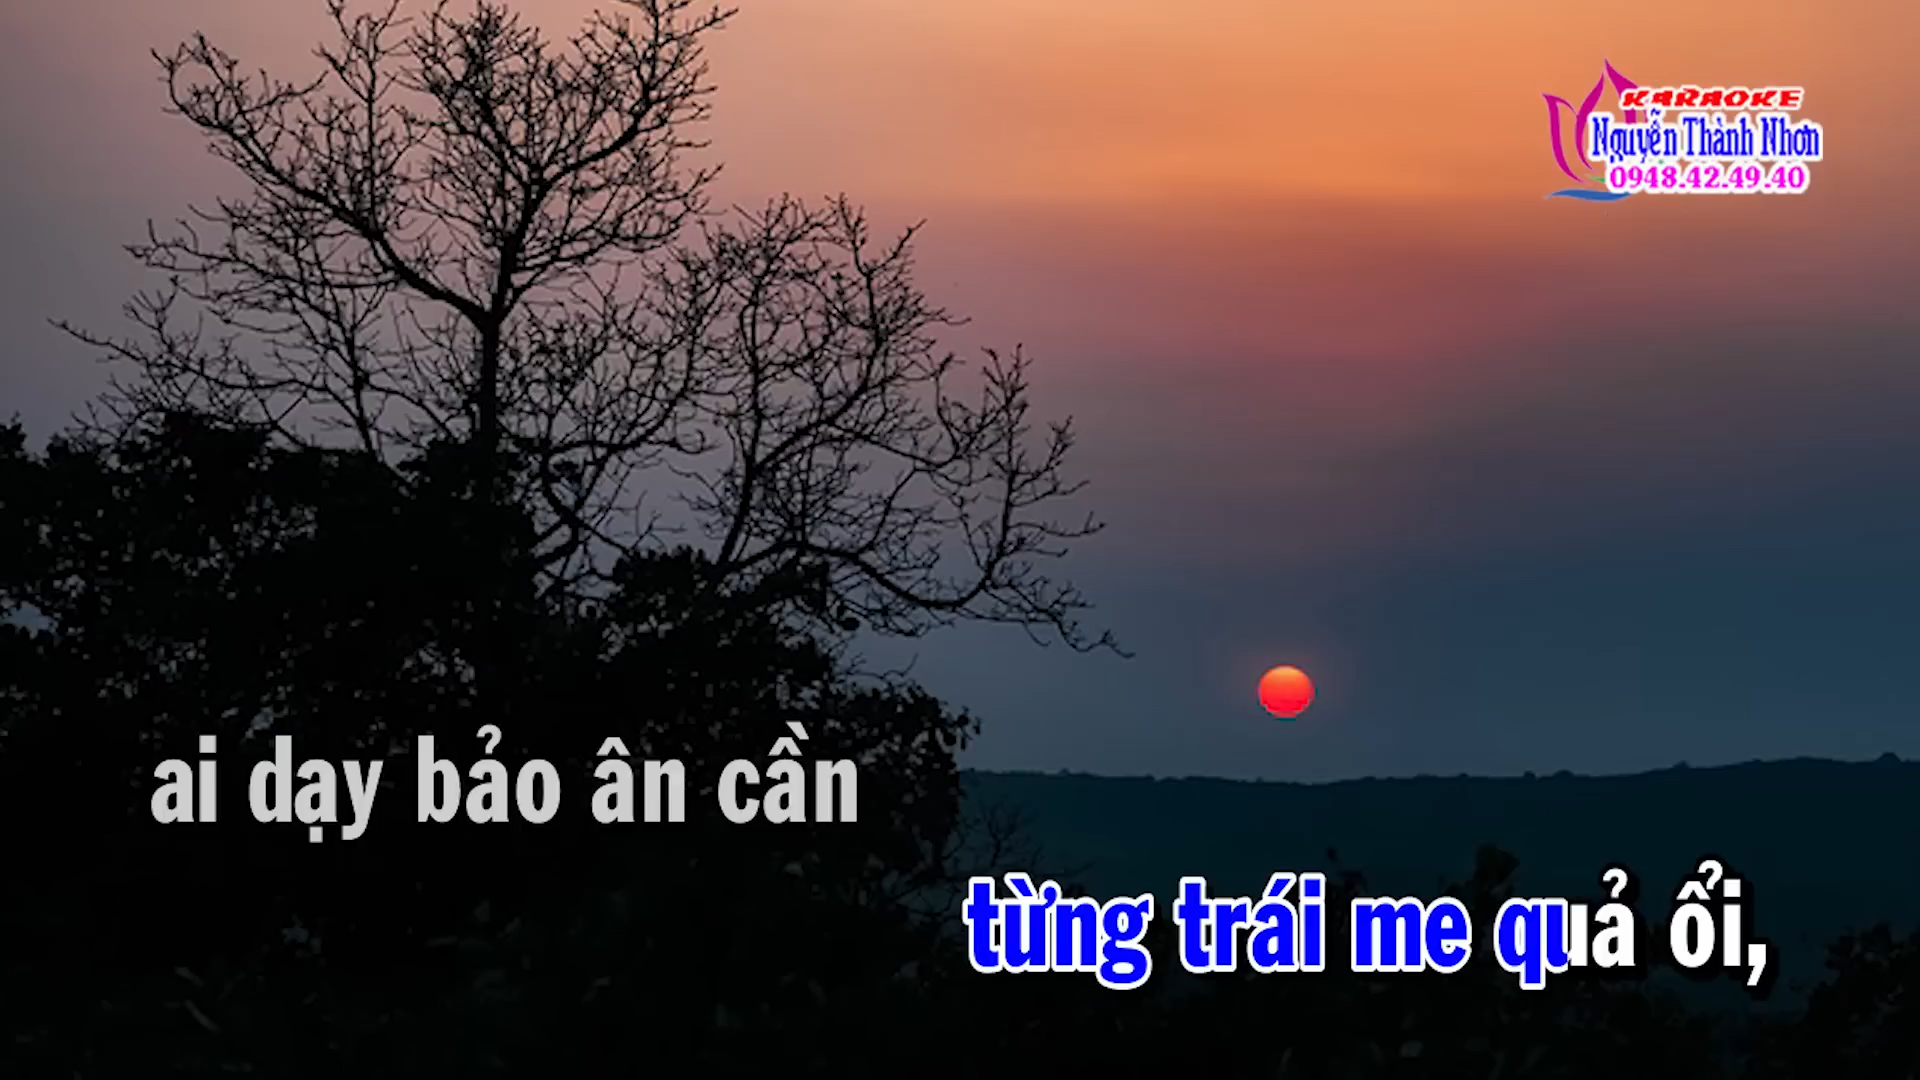 KARAOKE
Nguyễn Thành Nhơn
0948.42.49.40
ai dạy bảo ân cần
từng trái me quả ổi,